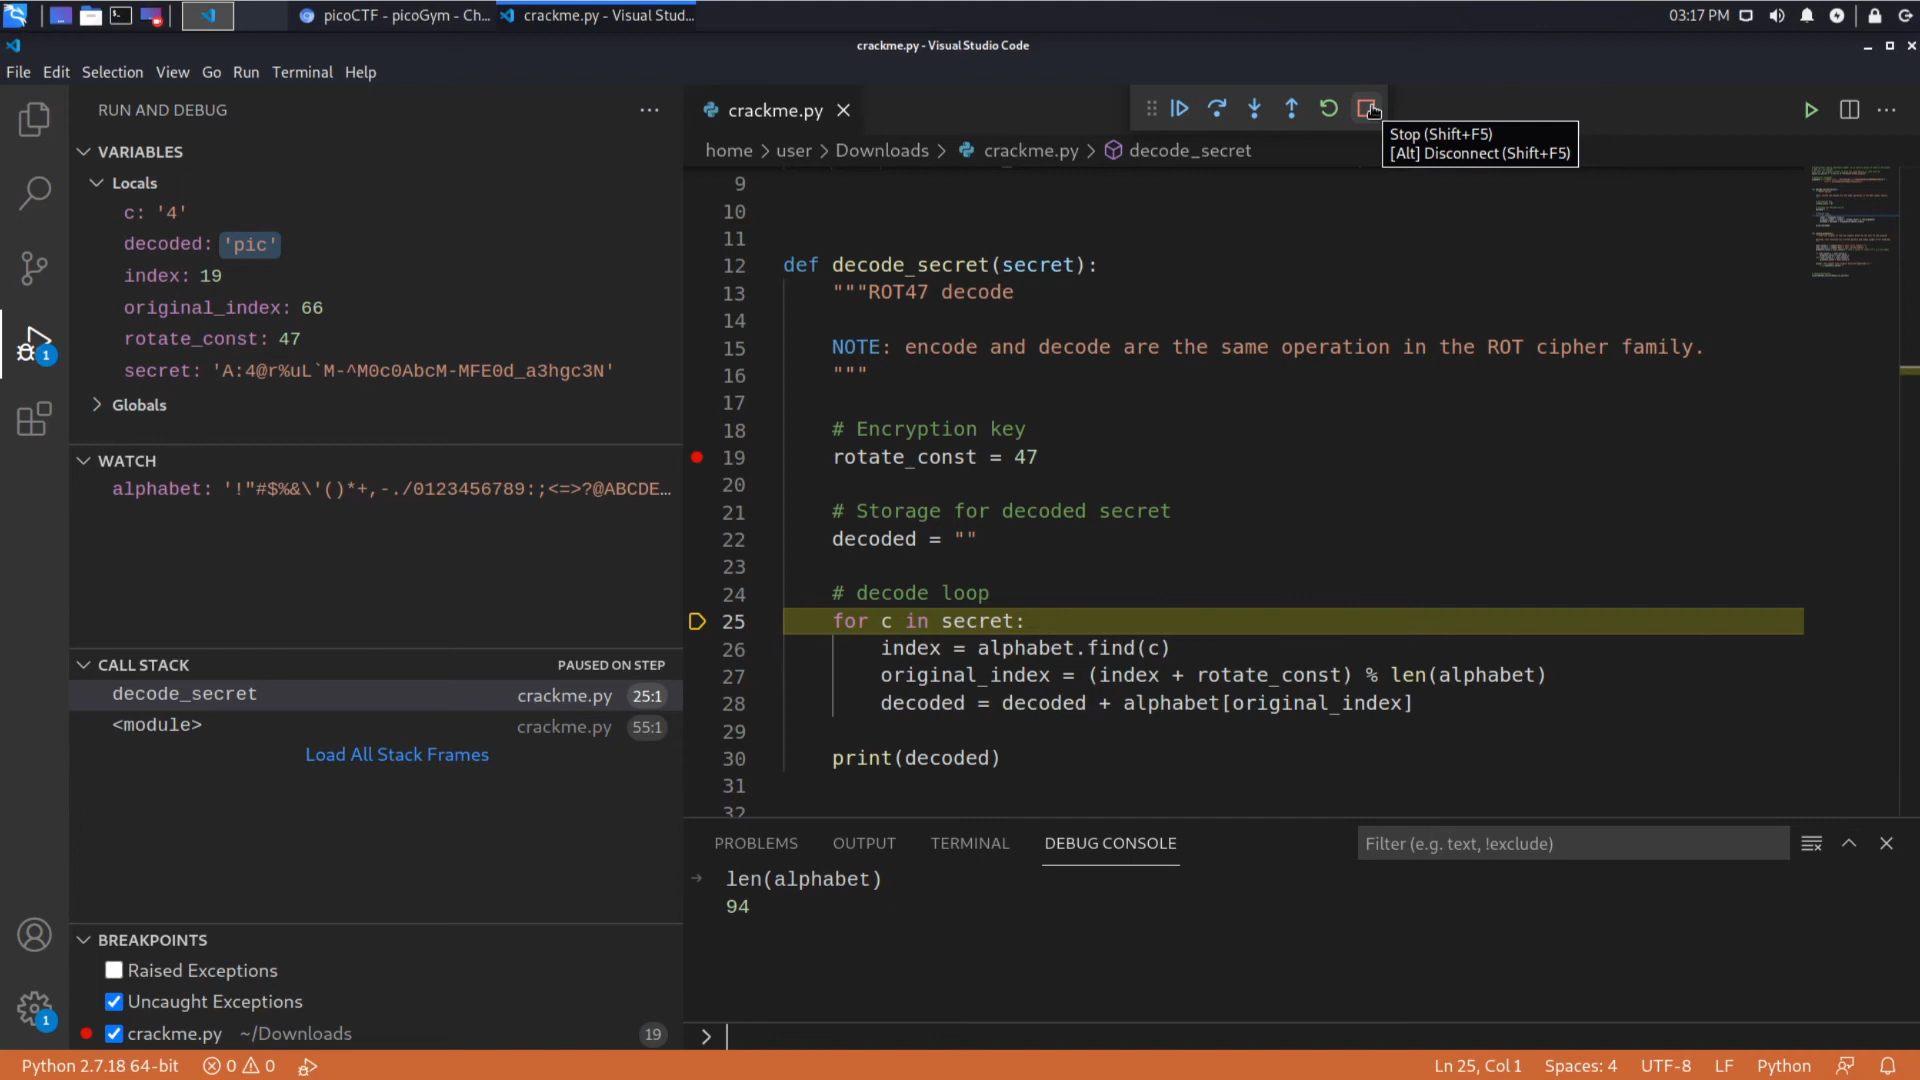 picoCTF - picoGym - Ch...
crackme.py - Visual Stud...
03:17 PM
crackme.py - Visual Studio Code
File Edit Selection View Go Run Terminal Help
RUN AND DEBUG
VARIABLES
Locals
c: '4'
decoded: 'pic'
index: 19
original_index: 66
rotate_const: 47
secret: 'A:4@r%uL`M-^M0c0AbcM-MFE0d_a3hgc3N'
Globals
WATCH
alphabet: '!"#$%&\'()*+,-./0123456789:;<=>?@ABCDE…
CALL STACK PAUSED ON STEP
decode_secret crackme.py 25:1
<module> crackme.py 55:1
Load All Stack Frames
BREAKPOINTS
Raised Exceptions
Uncaught Exceptions
crackme.py ~/Downloads 19
1
1
crackme.py
Stop (Shift+F5)
[Alt] Disconnect (Shift+F5)
home > user > Downloads > crackme.py > decode_secret
9
10
11
12 def decode_secret(secret):
13 """ROT47 decode
14
15 NOTE: encode and decode are the same operation in the ROT cipher family.
16 """
17
18 # Encryption key
19 rotate_const = 47
20
21 # Storage for decoded secret
22 decoded = ""
23
24 # decode loop
25 for c in secret:
26 index = alphabet.find(c)
27 original_index = (index + rotate_const) % len(alphabet)
28 decoded = decoded + alphabet[original_index]
29
30 print(decoded)
31
32
PROBLEMS OUTPUT TERMINAL DEBUG CONSOLE Filter (e.g. text, !exclude)
len(alphabet)
94
>
Python 2.7.18 64-bit 0 0 Ln 25, Col 1 Spaces: 4 UTF-8 LF Python